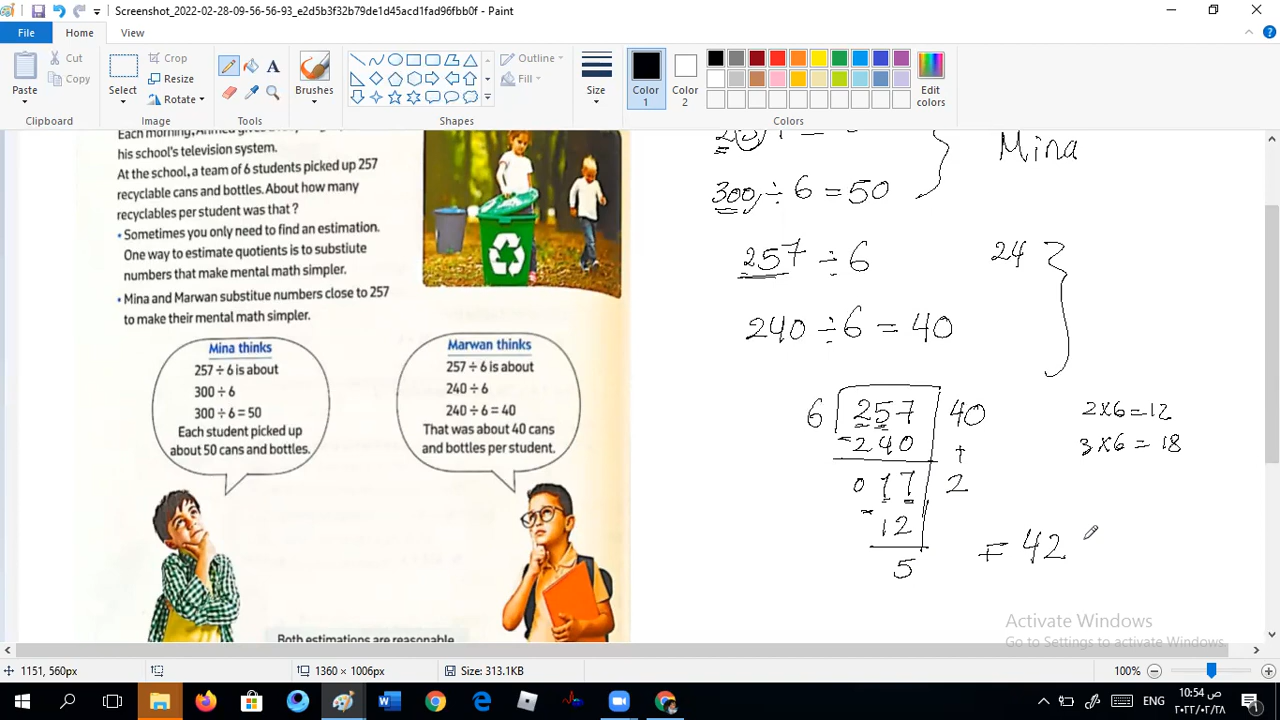 Screenshot_2022-02-28-09-56-56-93_e2d5b3f32b79de1d45acd1fad96fbb0f - Paint
File
Home
View
Paste
Cut
Copy
Clipboard
Select
Crop
Resize
Rotate
Image
A
Tools
Brushes
Shapes
Outline
Fill
Size
Color 1
Color 2
Edit colors
Colors
Each morning, Ahmed
his school's television system.
At the school, a team of 6 students picked up 257
recyclable cans and bottles. About how many
recyclables per student was that ?
• Sometimes you only need to find an estimation.
One way to estimate quotients is to substiute
numbers that make mental math simpler.
• Mina and Marwan substitue numbers close to 257
to make their mental math simpler.
Mina thinks
257 ÷ 6 is about
300 ÷ 6
300 ÷ 6 = 50
Each student picked up
about 50 cans and bottles.
Marwan thinks
257 ÷ 6 is about
240 ÷ 6
240 ÷ 6 = 40
That was about 40 cans
and bottles per student.
Both estimations are reasonable
Mina
300 ÷ 6 = 50
257 ÷ 6
24
240 ÷ 6 = 40
6 257 40
-240 +
017 2
-12
5
= 42
2×6=12
3×6 = 18
Activate Windows
Go to Settings to activate Windows.
1151, 560px
1360 × 1006px
Size: 313.1KB
100%
ENG
10:54 ص
٢٠٢٢/٠٢/٢٨